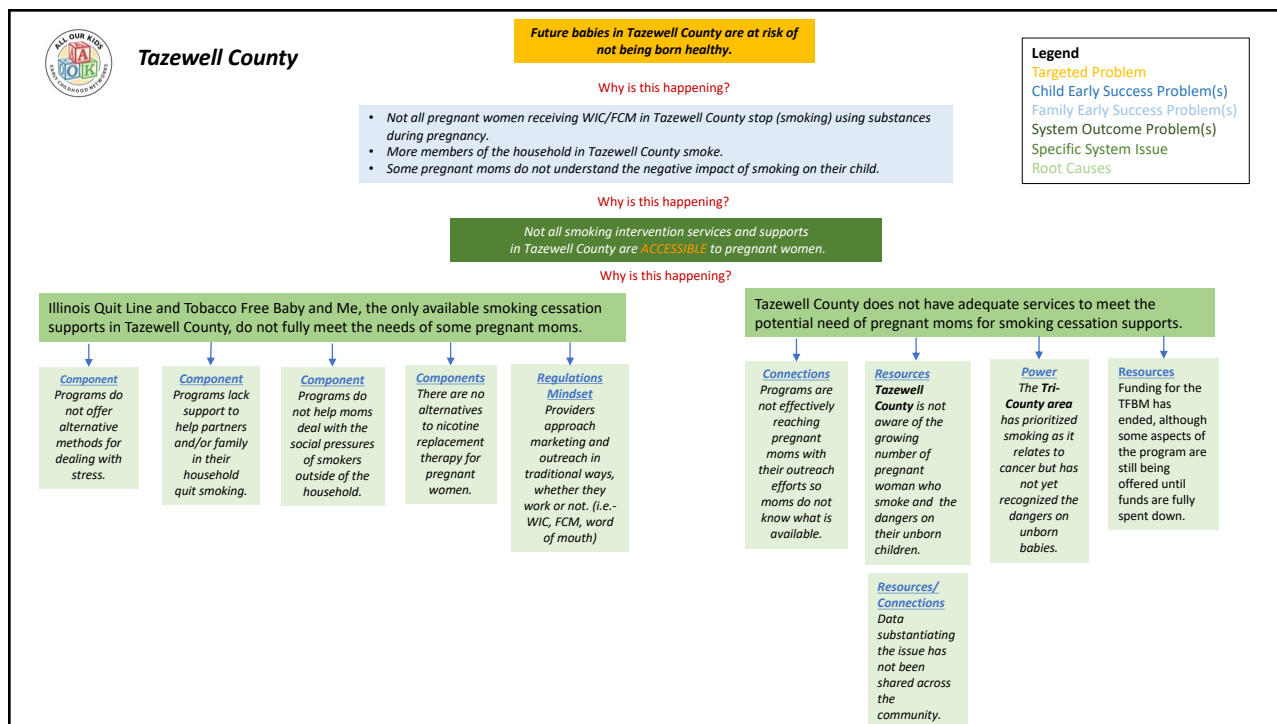 ALL OUR KIDS
A
O K
EARLY CHILDHOOD NETWORKS
Tazewell County
Future babies in Tazewell County are at risk of
not being born healthy.
Legend
Targeted Problem
Child Early Success Problem(s)
Family Early Success Problem(s)
System Outcome Problem(s)
Specific System Issue
Root Causes
Why is this happening?
• Not all pregnant women receiving WIC/FCM in Tazewell County stop (smoking) using substances
during pregnancy.
• More members of the household in Tazewell County smoke.
• Some pregnant moms do not understand the negative impact of smoking on their child.
Why is this happening?
Not all smoking intervention services and supports
in Tazewell County are ACCESSIBLE to pregnant women.
Why is this happening?
Illinois Quit Line and Tobacco Free Baby and Me, the only available smoking cessation
supports in Tazewell County, do not fully meet the needs of some pregnant moms.
Component
Programs do
not offer
alternative
methods for
dealing with
stress.
Component
Programs lack
support to
help partners
and/or family
in their
household
quit smoking.
Component
Programs do
not help moms
deal with the
social pressures
of smokers
outside of the
household.
Components
There are no
alternatives
to nicotine
replacement
therapy for
pregnant
women.
Regulations
Mindset
Providers
approach
marketing and
outreach in
traditional ways,
whether they
work or not. (i.e.-
WIC, FCM, word
of mouth)
Tazewell County does not have adequate services to meet the
potential need of pregnant moms for smoking cessation supports.
Connections
Programs are
not effectively
reaching
pregnant
moms with
their outreach
efforts so
moms do not
know what is
available.
Resources
Tazewell
County is not
aware of the
growing
number of
pregnant
woman who
smoke and the
dangers on
their unborn
children.
Resources/
Connections
Data
substantiating
the issue has
not been
shared across
the
community.
Power
The Tri-
County area
has prioritized
smoking as it
relates to
cancer but has
not yet
recognized the
dangers on
unborn
babies.
Resources
Funding for the
TFBM has
ended, although
some aspects of
the program are
still being
offered until
funds are fully
spent down.